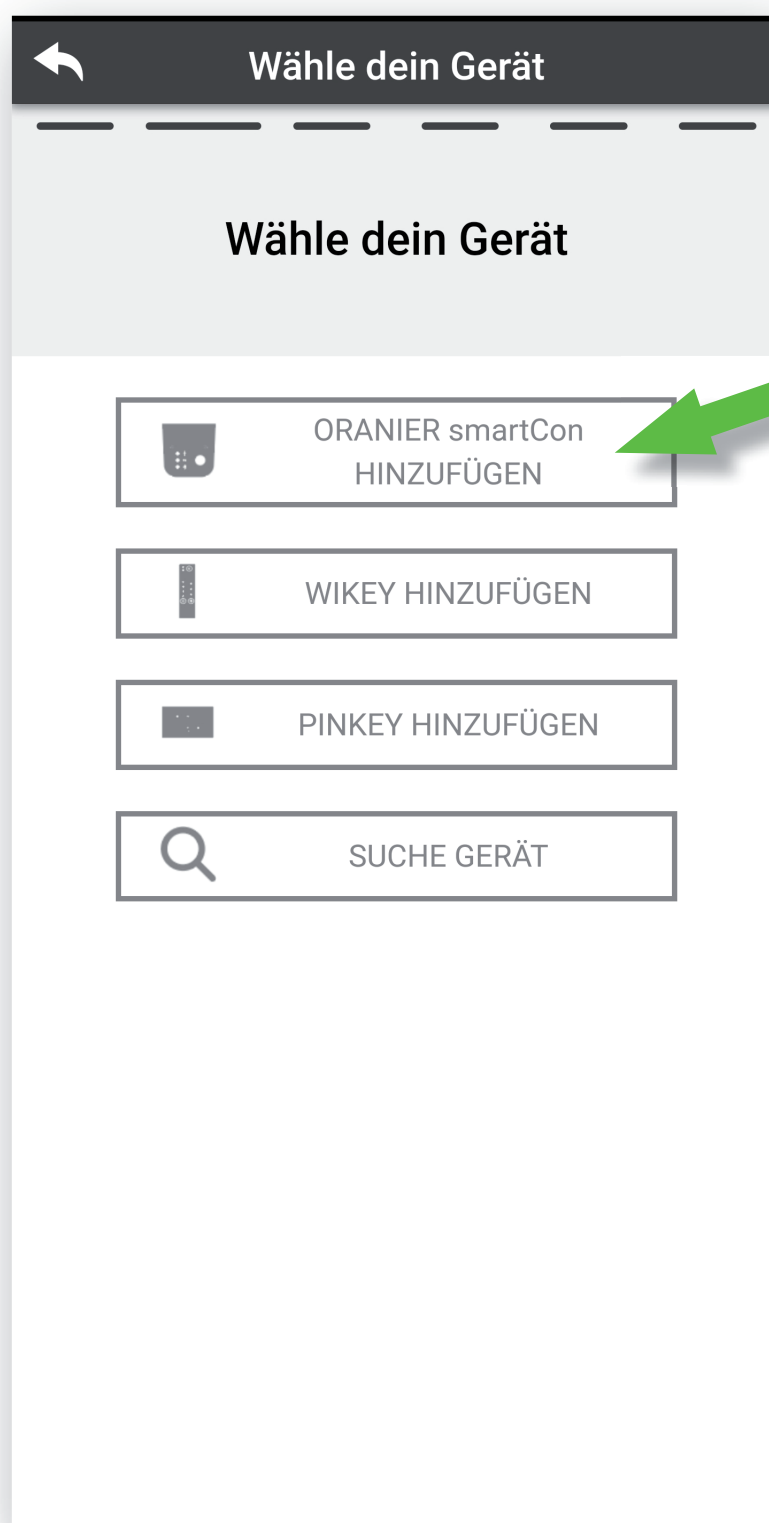 Wähle dein Gerät
Wähle dein Gerät
ORANIER smartCon
HINZUFÜGEN
WIKEY HINZUFÜGEN
PINKEY HINZUFÜGEN
SUCHE GERÄT